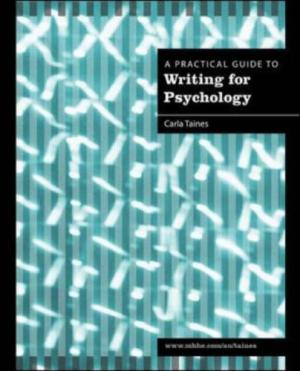 A PRACTICAL GUIDE TO
Writing for
Psychology
Carla Taines
www.mhhe.com/au/taines